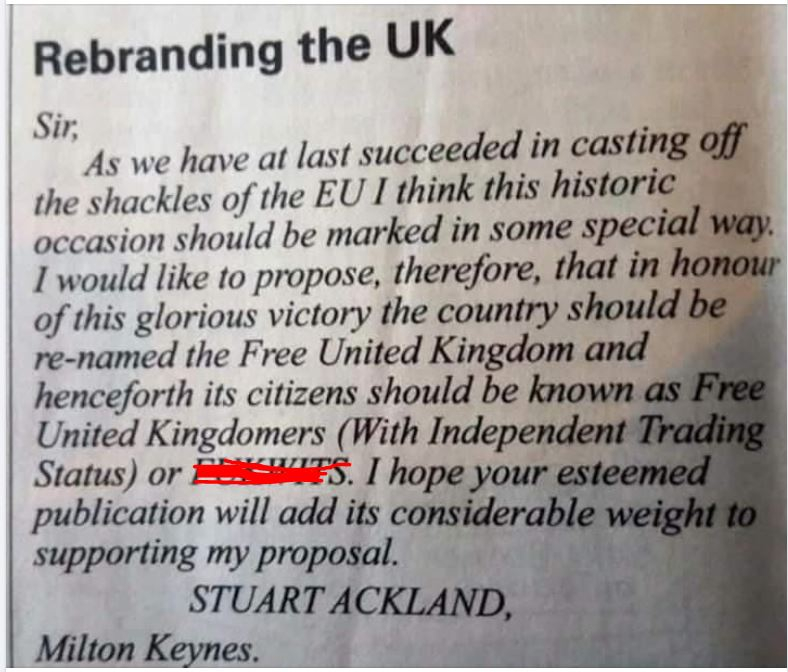 Rebranding the UK
Sir,
As we have at last succeeded in casting off
the shackles of the EU I think this historic
occasion should be marked in some special way.
I would like to propose, therefore, that in honour
of this glorious victory the country should be
re-named the Free United Kingdom and
henceforth its citizens should be known as Free
United Kingdomers (With Independent Trading
Status) or FUKWITS. I hope your esteemed
publication will add its considerable weight to
supporting my proposal.
STUART ACKLAND,
Milton Keynes.